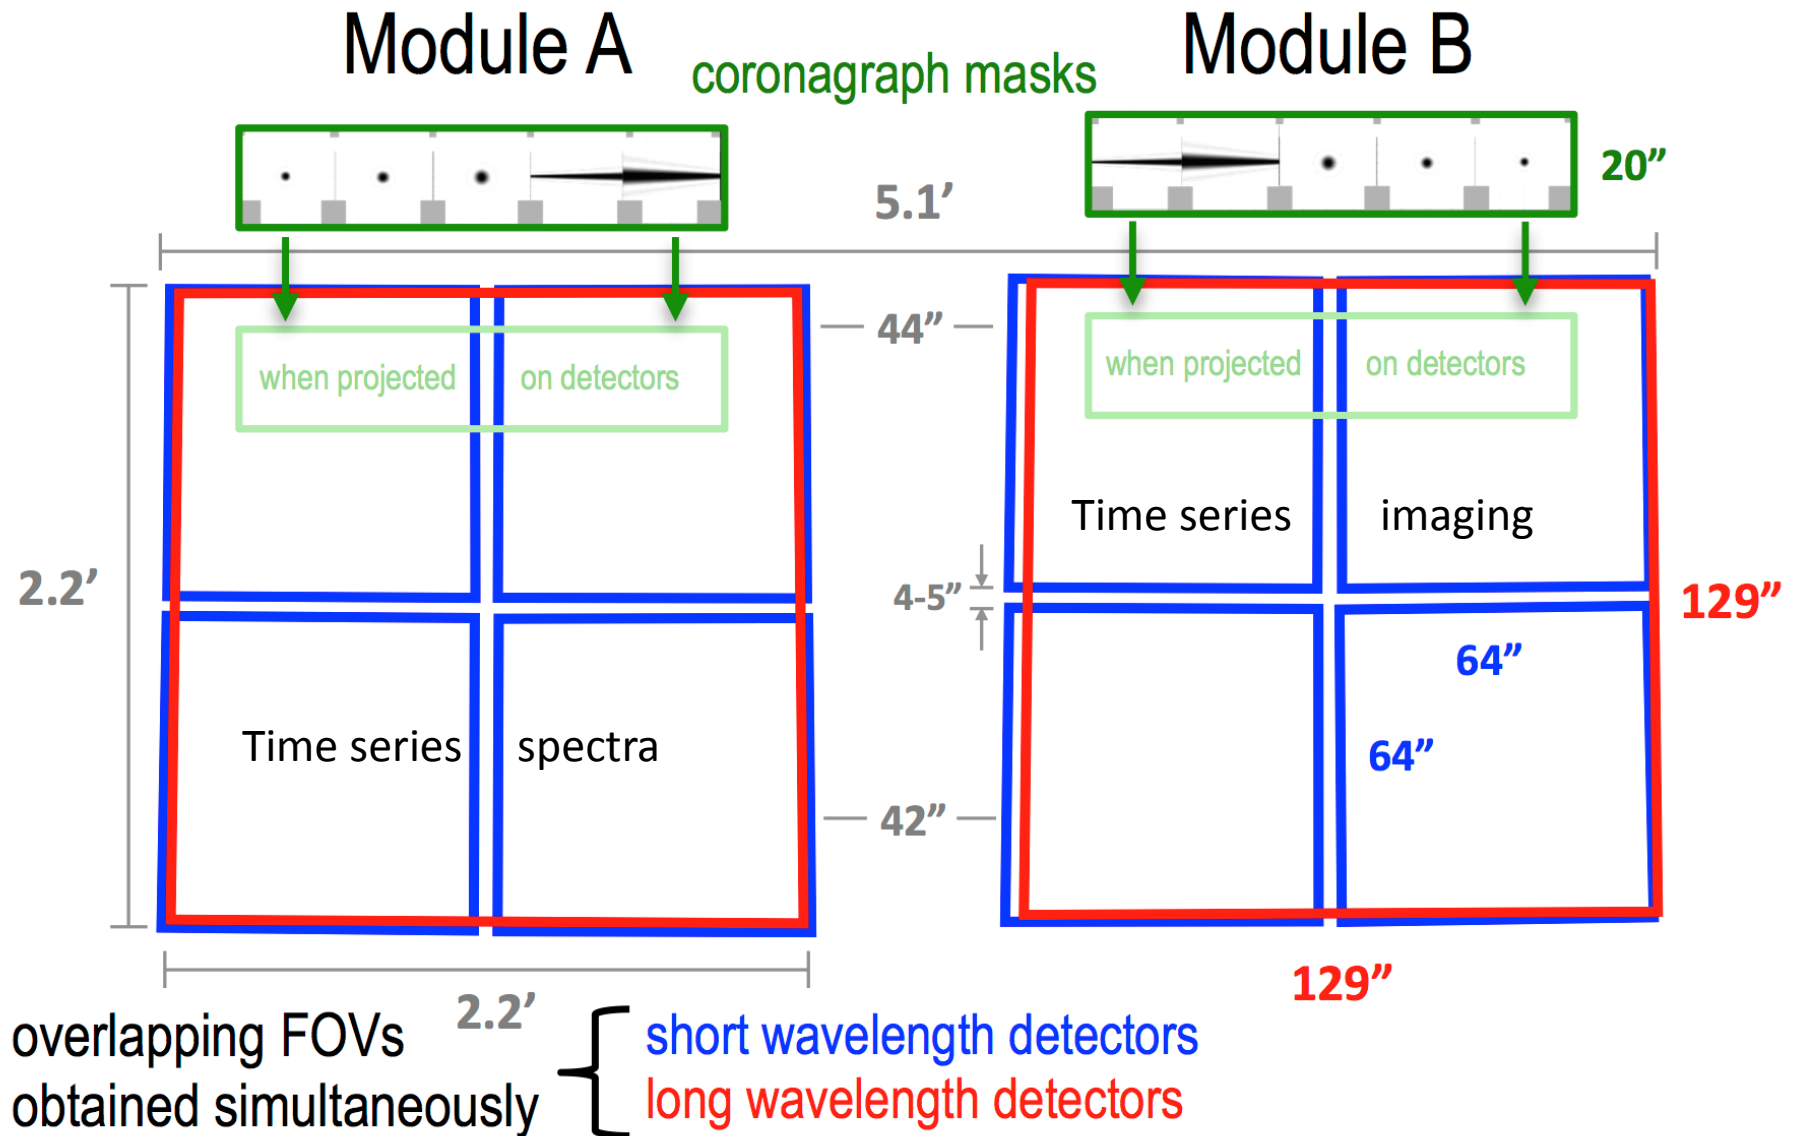 Module A
Module B
coronagraph masks
20”
5.1’
44”
when projected on detectors
when projected on detectors
Time series imaging
2.2’
4-5”
129”
64”
Time series spectra
64”
42”
129”
2.2’
overlapping FOVs
obtained simultaneously
short wavelength detectors
long wavelength detectors